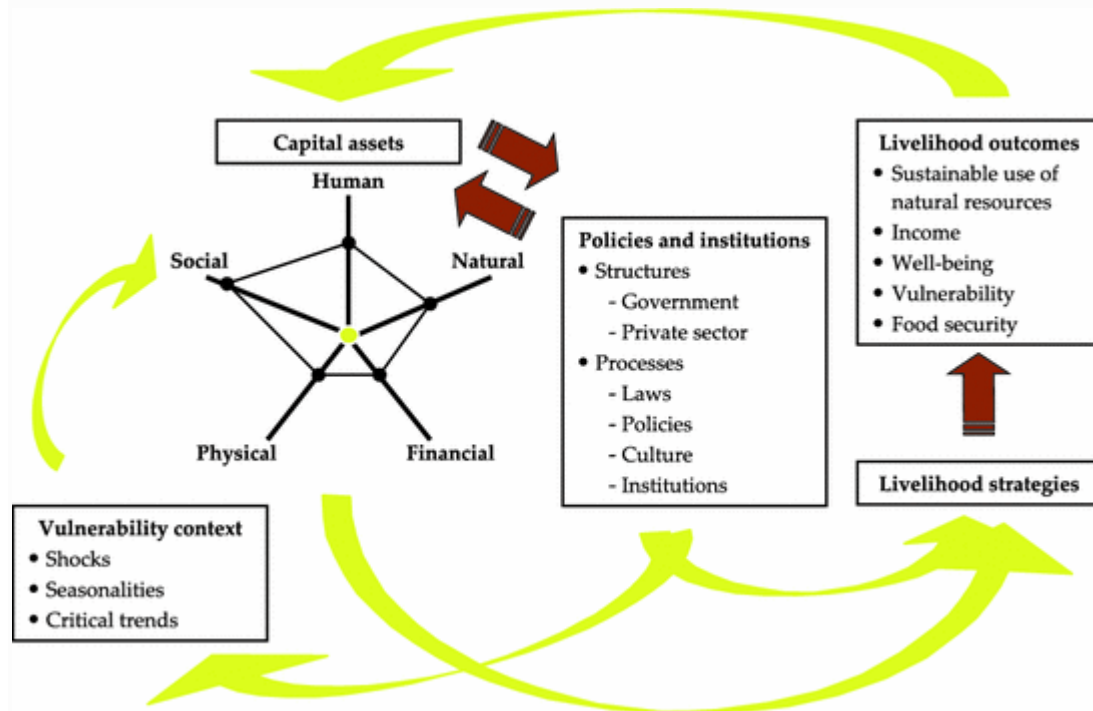 Capital assets
Human
Social
Natural
Physical
Financial
Vulnerability context
• Shocks
• Seasonalities
• Critical trends
Policies and institutions
• Structures
- Government
- Private sector
• Processes
- Laws
- Policies
- Culture
- Institutions
Livelihood outcomes
• Sustainable use of
natural resources
• Income
• Well-being
• Vulnerability
• Food security
Livelihood strategies